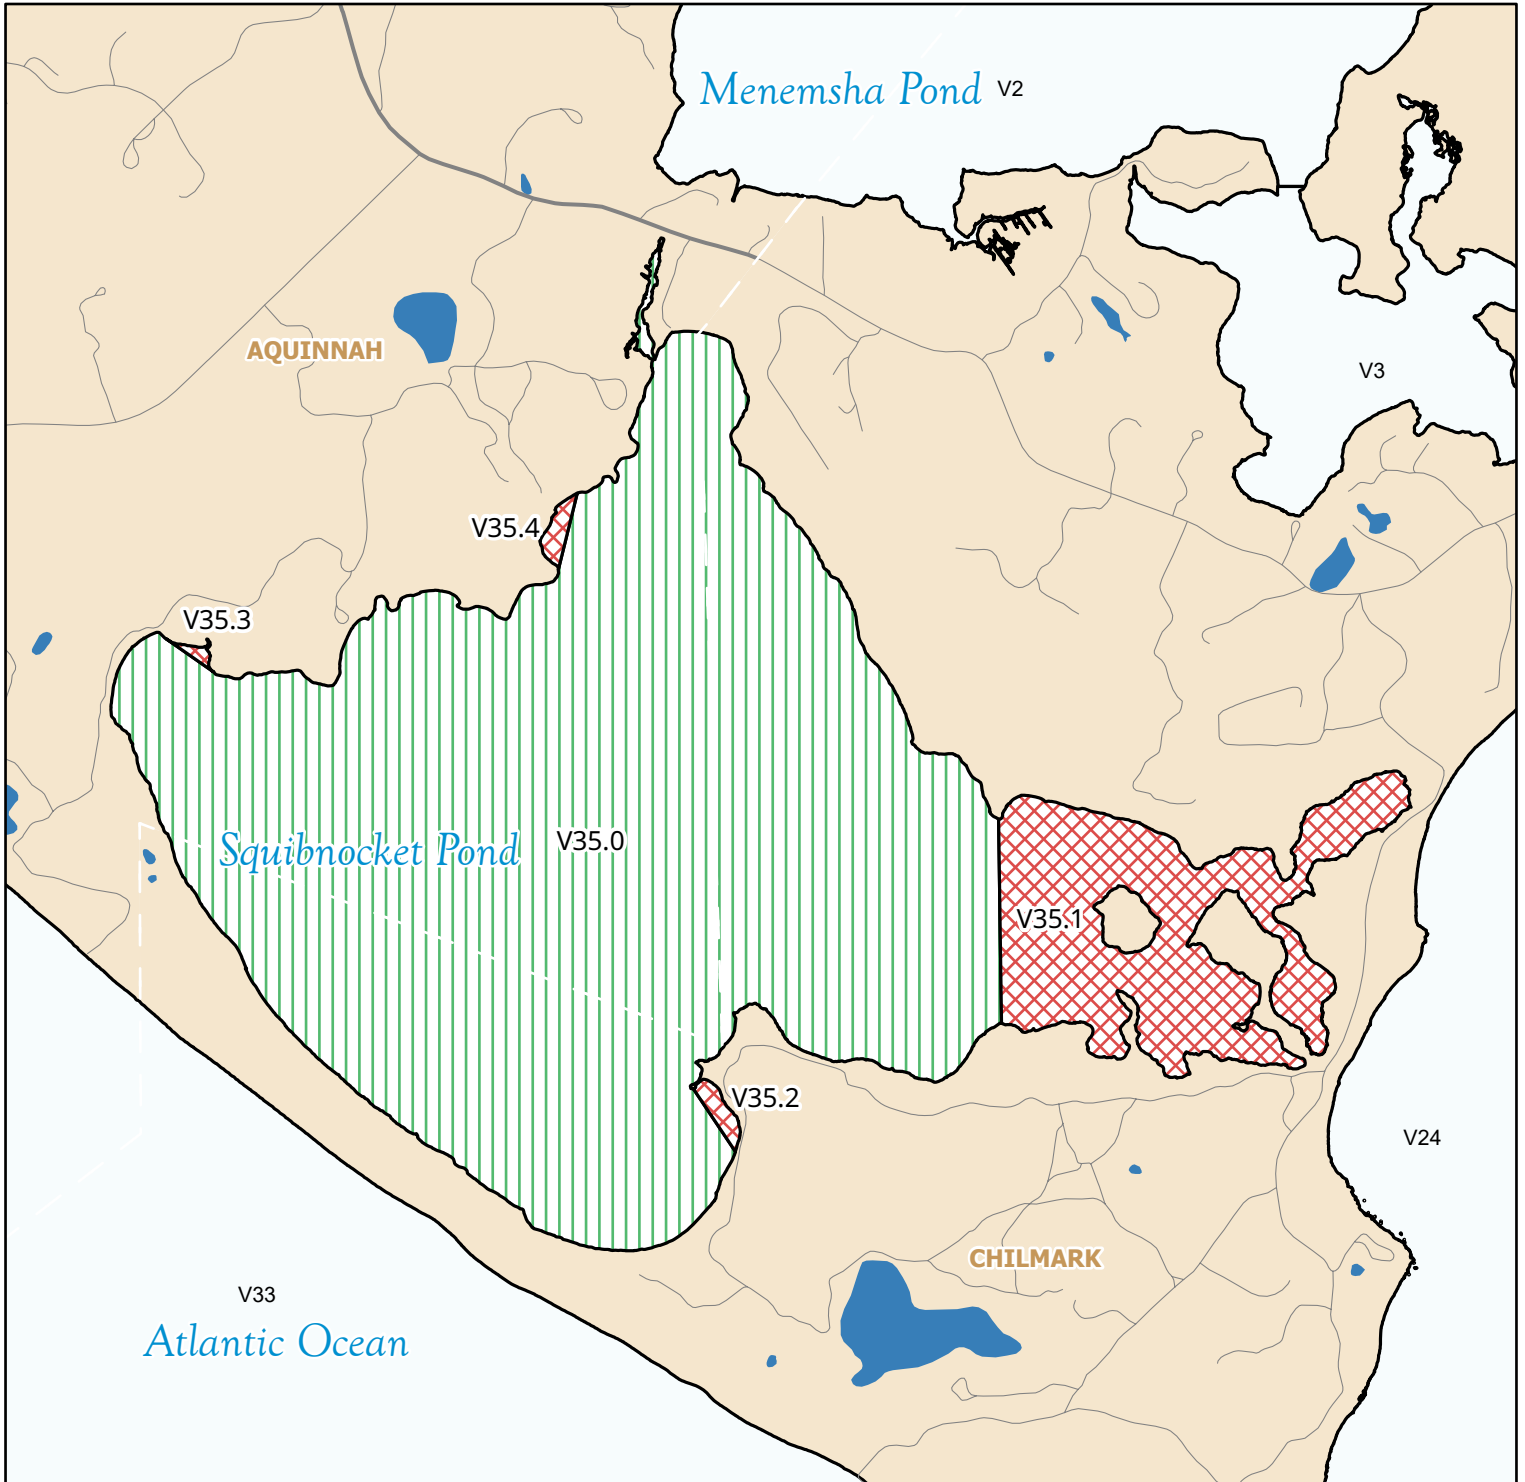 Menemsha Pond V2
AQUINNAH
V3
V35.4
V35.3
Squibnocket Pond V35.0
V35.1
V35.2
V24
CHILMARK
V33
Atlantic Ocean